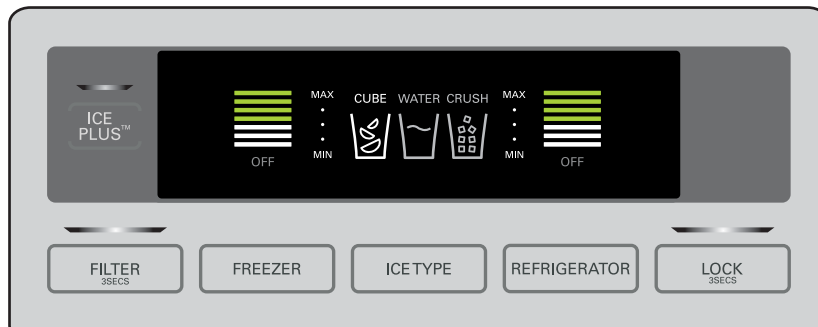 ICE
PLUS™
OFF
MAX
MIN
CUBE WATER CRUSH
MAX
MIN
OFF
FILTER
3SECS
FREEZER
ICE TYPE
REFRIGERATOR
LOCK
3SECS